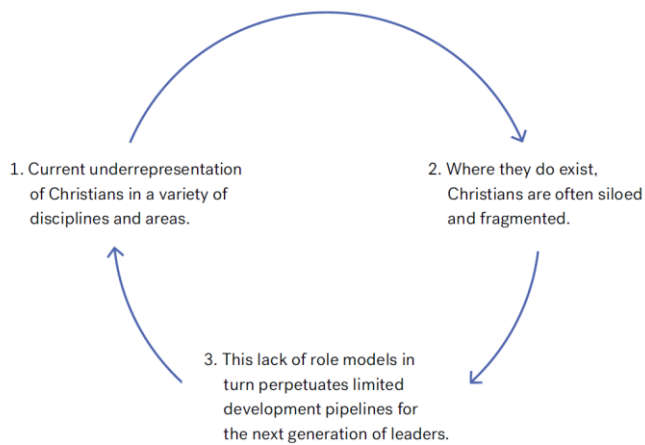 1. Current underrepresentation
of Christians in a variety of
disciplines and areas.
2. Where they do exist,
Christians are often siloed
and fragmented.
3. This lack of role models in
turn perpetuates limited
development pipelines for
the next generation of leaders.